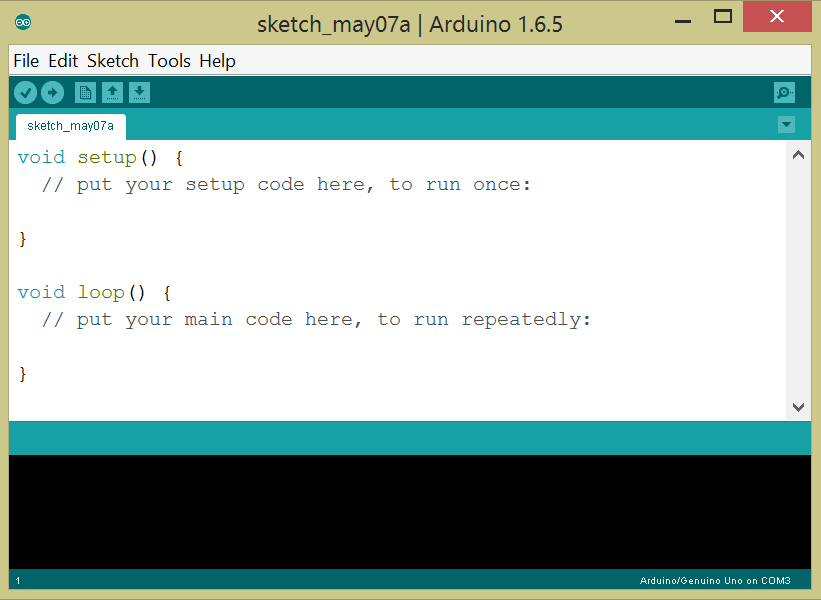 sketch_may07a | Arduino 1.6.5
File Edit Sketch Tools Help
sketch_may07a
void setup() {
  // put your setup code here, to run once:
}
void loop() {
  // put your main code here, to run repeatedly:
}
1
Arduino/Genuino Uno on COM3